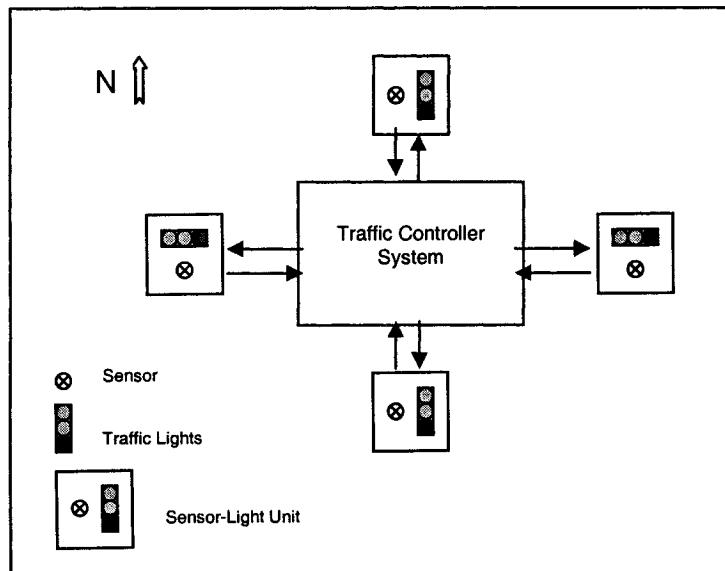 N
Traffic Controller
System
Sensor
Traffic Lights
Sensor-Light Unit